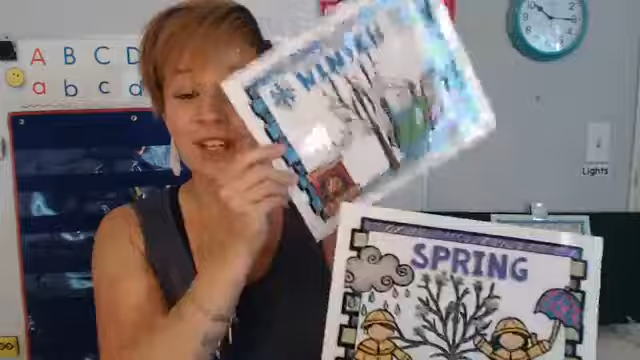 A B C D
a b c d
WINTER
SPRING
Lights